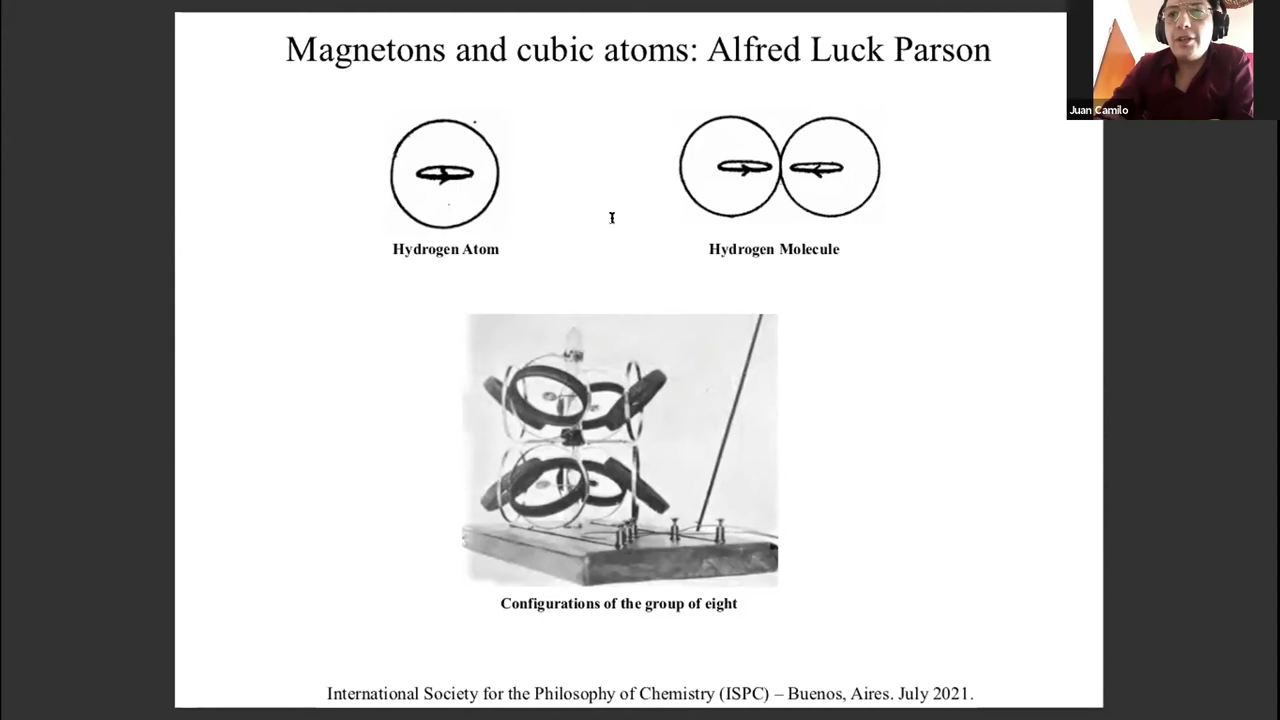 Magnetons and cubic atoms: Alfred Luck Parson
Juan Camilo
Hydrogen Atom
Hydrogen Molecule
Configurations of the group of eight
International Society for the Philosophy of Chemistry (ISPC) – Buenos, Aires. July 2021.